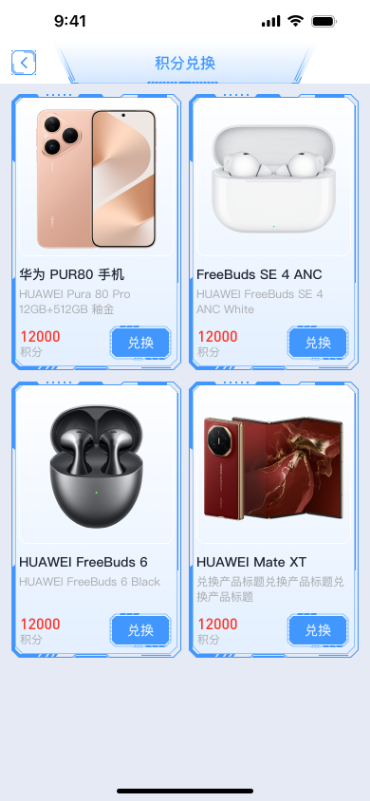 9:41
积分兑换
华为 PUR80 手机
HUAWEI Pura 80 Pro
12GB+512GB 釉金
12000
积分
兑换
FreeBuds SE 4 ANC
HUAWEI FreeBuds SE 4
ANC White
12000
积分
兑换
HUAWEI FreeBuds 6
HUAWEI FreeBuds 6 Black
12000
积分
兑换
HUAWEI Mate XT
兑换产品标题兑换产品标题兑
换产品标题
12000
积分
兑换